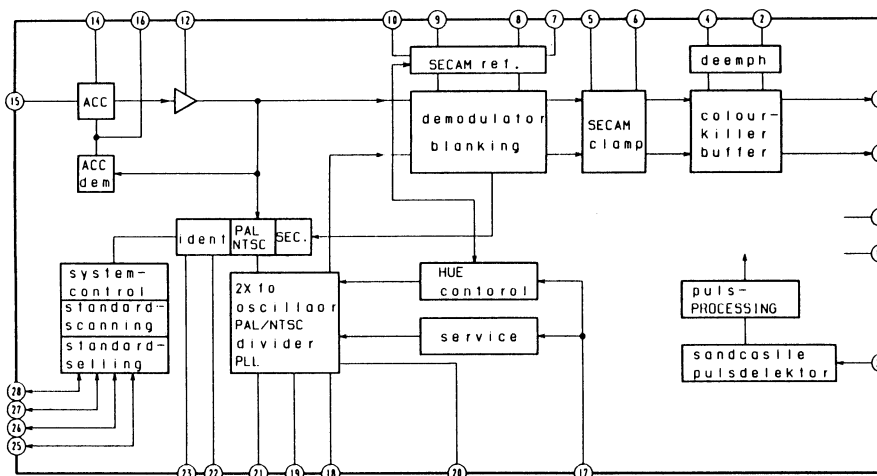 14
16
12
10
9
8
7
5
6
4
2
15
ACC
SECAM ref.
deemph
demodulator
blanking
SECAM
clamp
colour-
killer
buffer
ACC
dem
ident
PAL
NTSC
SEC.
system-
control
standard-
scanning
standard-
selling
2X to
oscillaor
PAL/NTSC
divider
PLL
HUE
contorol
service
puls-
PROCESSING
sandcaslle
pulsdelektor
28
27
26
25
23
22
21
19
18
20
17